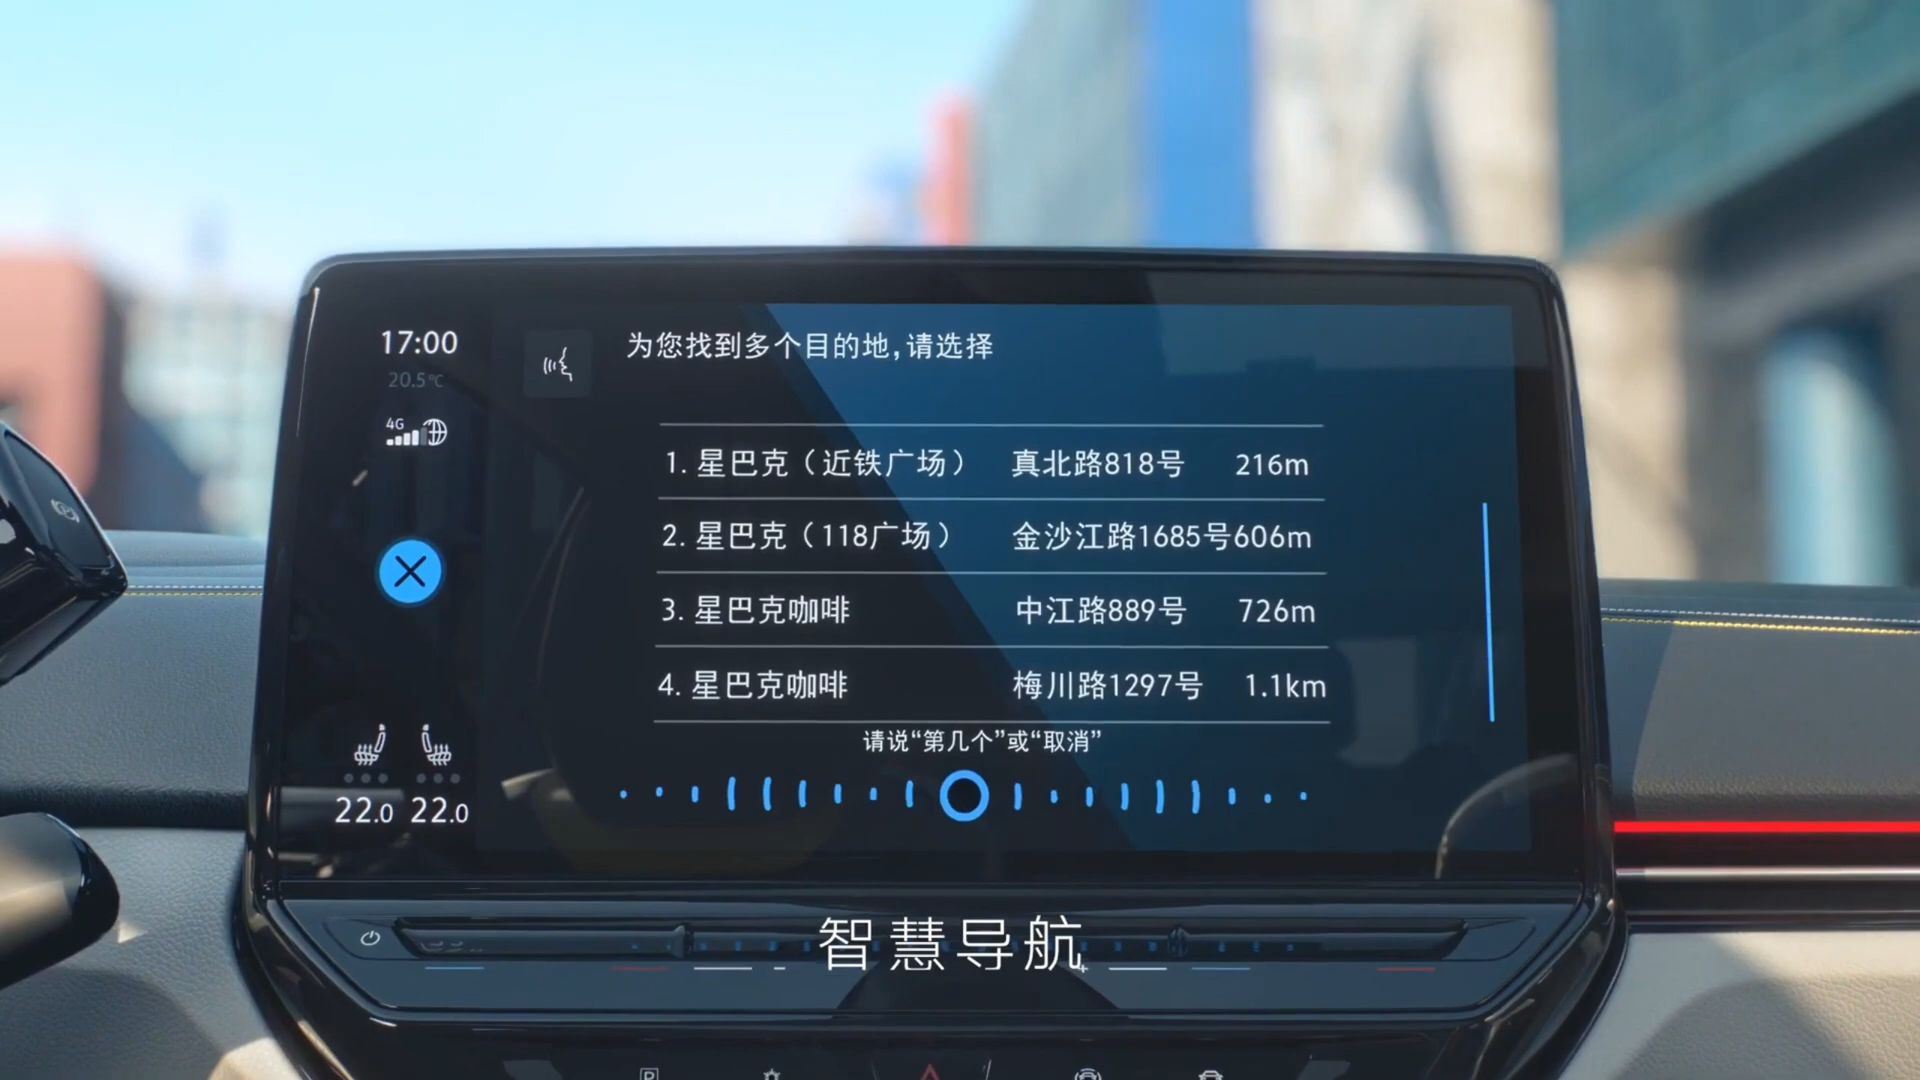 17:00
20.5℃
4G
为您找到多个目的地,请选择
1. 星巴克（近铁广场） 真北路818号 216m
2. 星巴克（118广场） 金沙江路1685号606m
3. 星巴克咖啡 中江路889号 726m
4. 星巴克咖啡 梅川路1297号 1.1km
请说“第几个”或“取消”
22.0 22.0
智慧导航
P